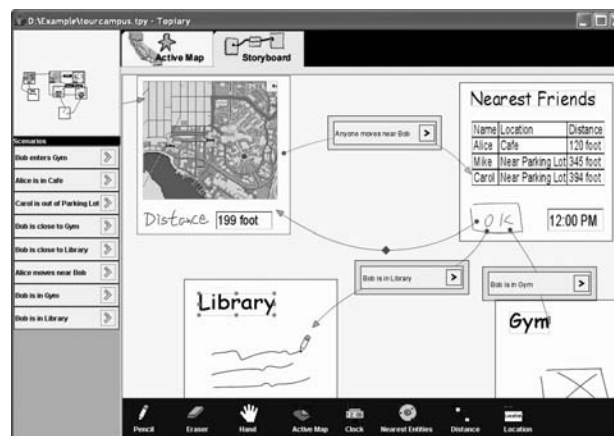 D:\Example\tourcampus.tpy - Topiary
Active Map
Storyboard
Scenarios
Bob enters Gym
Alice is in Cafe
Carol is out of Parking Lot
Bob is close to Gym
Bob is close to Library
Alice moves near Bob
Bob is in Gym
Bob is in Library
Distance 199 foot
Anyone moves near Bob
Nearest Friends
Name Location Distance
Alice Cafe 120 foot
Mike Near Parking Lot 345 foot
Carol Near Parking Lot 394 foot
OK 12:00 PM
Bob is in Library
Bob is in Gym
Library
Gym
Pencil Eraser Hand Active Map Clock Nearest Entities Distance Location